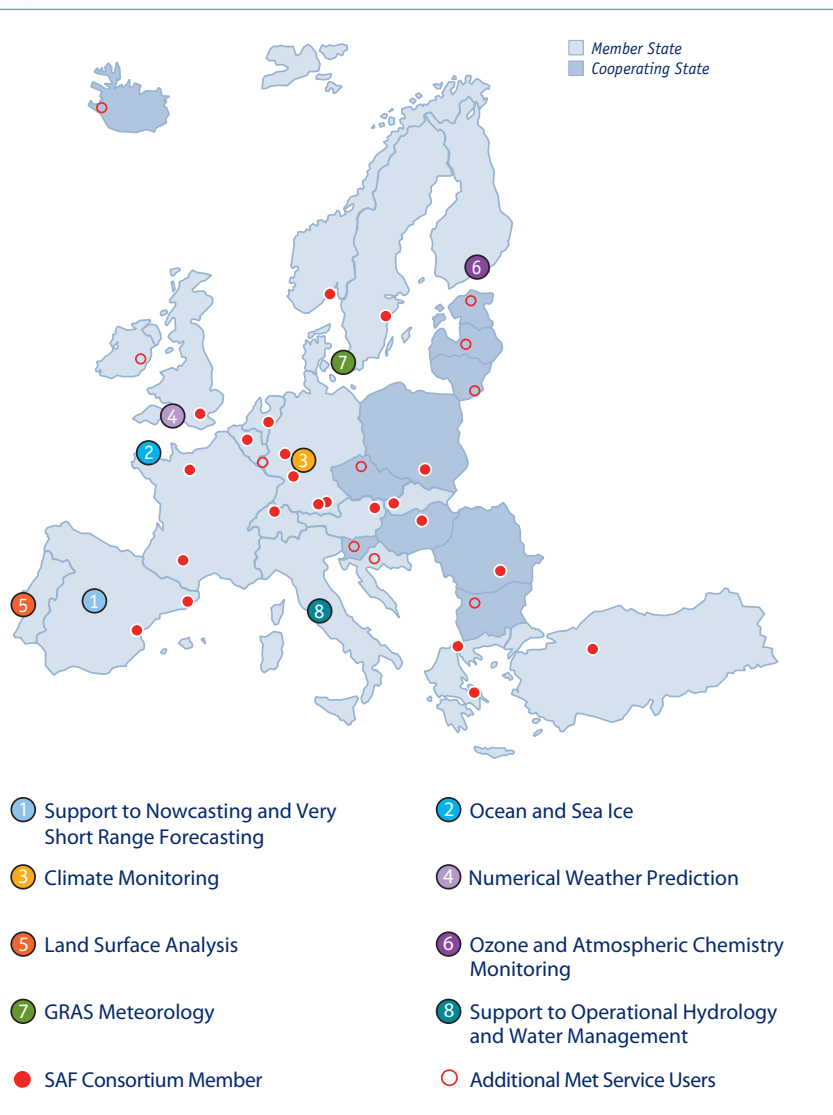 Member State
Cooperating State
6
7
4
2
3
5
1
8
1 Support to Nowcasting and Very
Short Range Forecasting
2 Ocean and Sea Ice
3 Climate Monitoring
4 Numerical Weather Prediction
5 Land Surface Analysis
6 Ozone and Atmospheric Chemistry
Monitoring
7 GRAS Meteorology
8 Support to Operational Hydrology
and Water Management
SAF Consortium Member
Additional Met Service Users